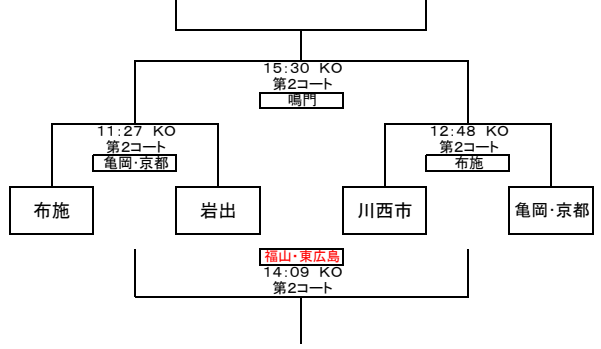 15:30 KO
第2コート
鳴門
11:27 KO
第2コート
亀岡・京都
12:48 KO
第2コート
布施
布施
岩出
川西市
亀岡・京都
福山・東広島
14:09 KO
第2コート